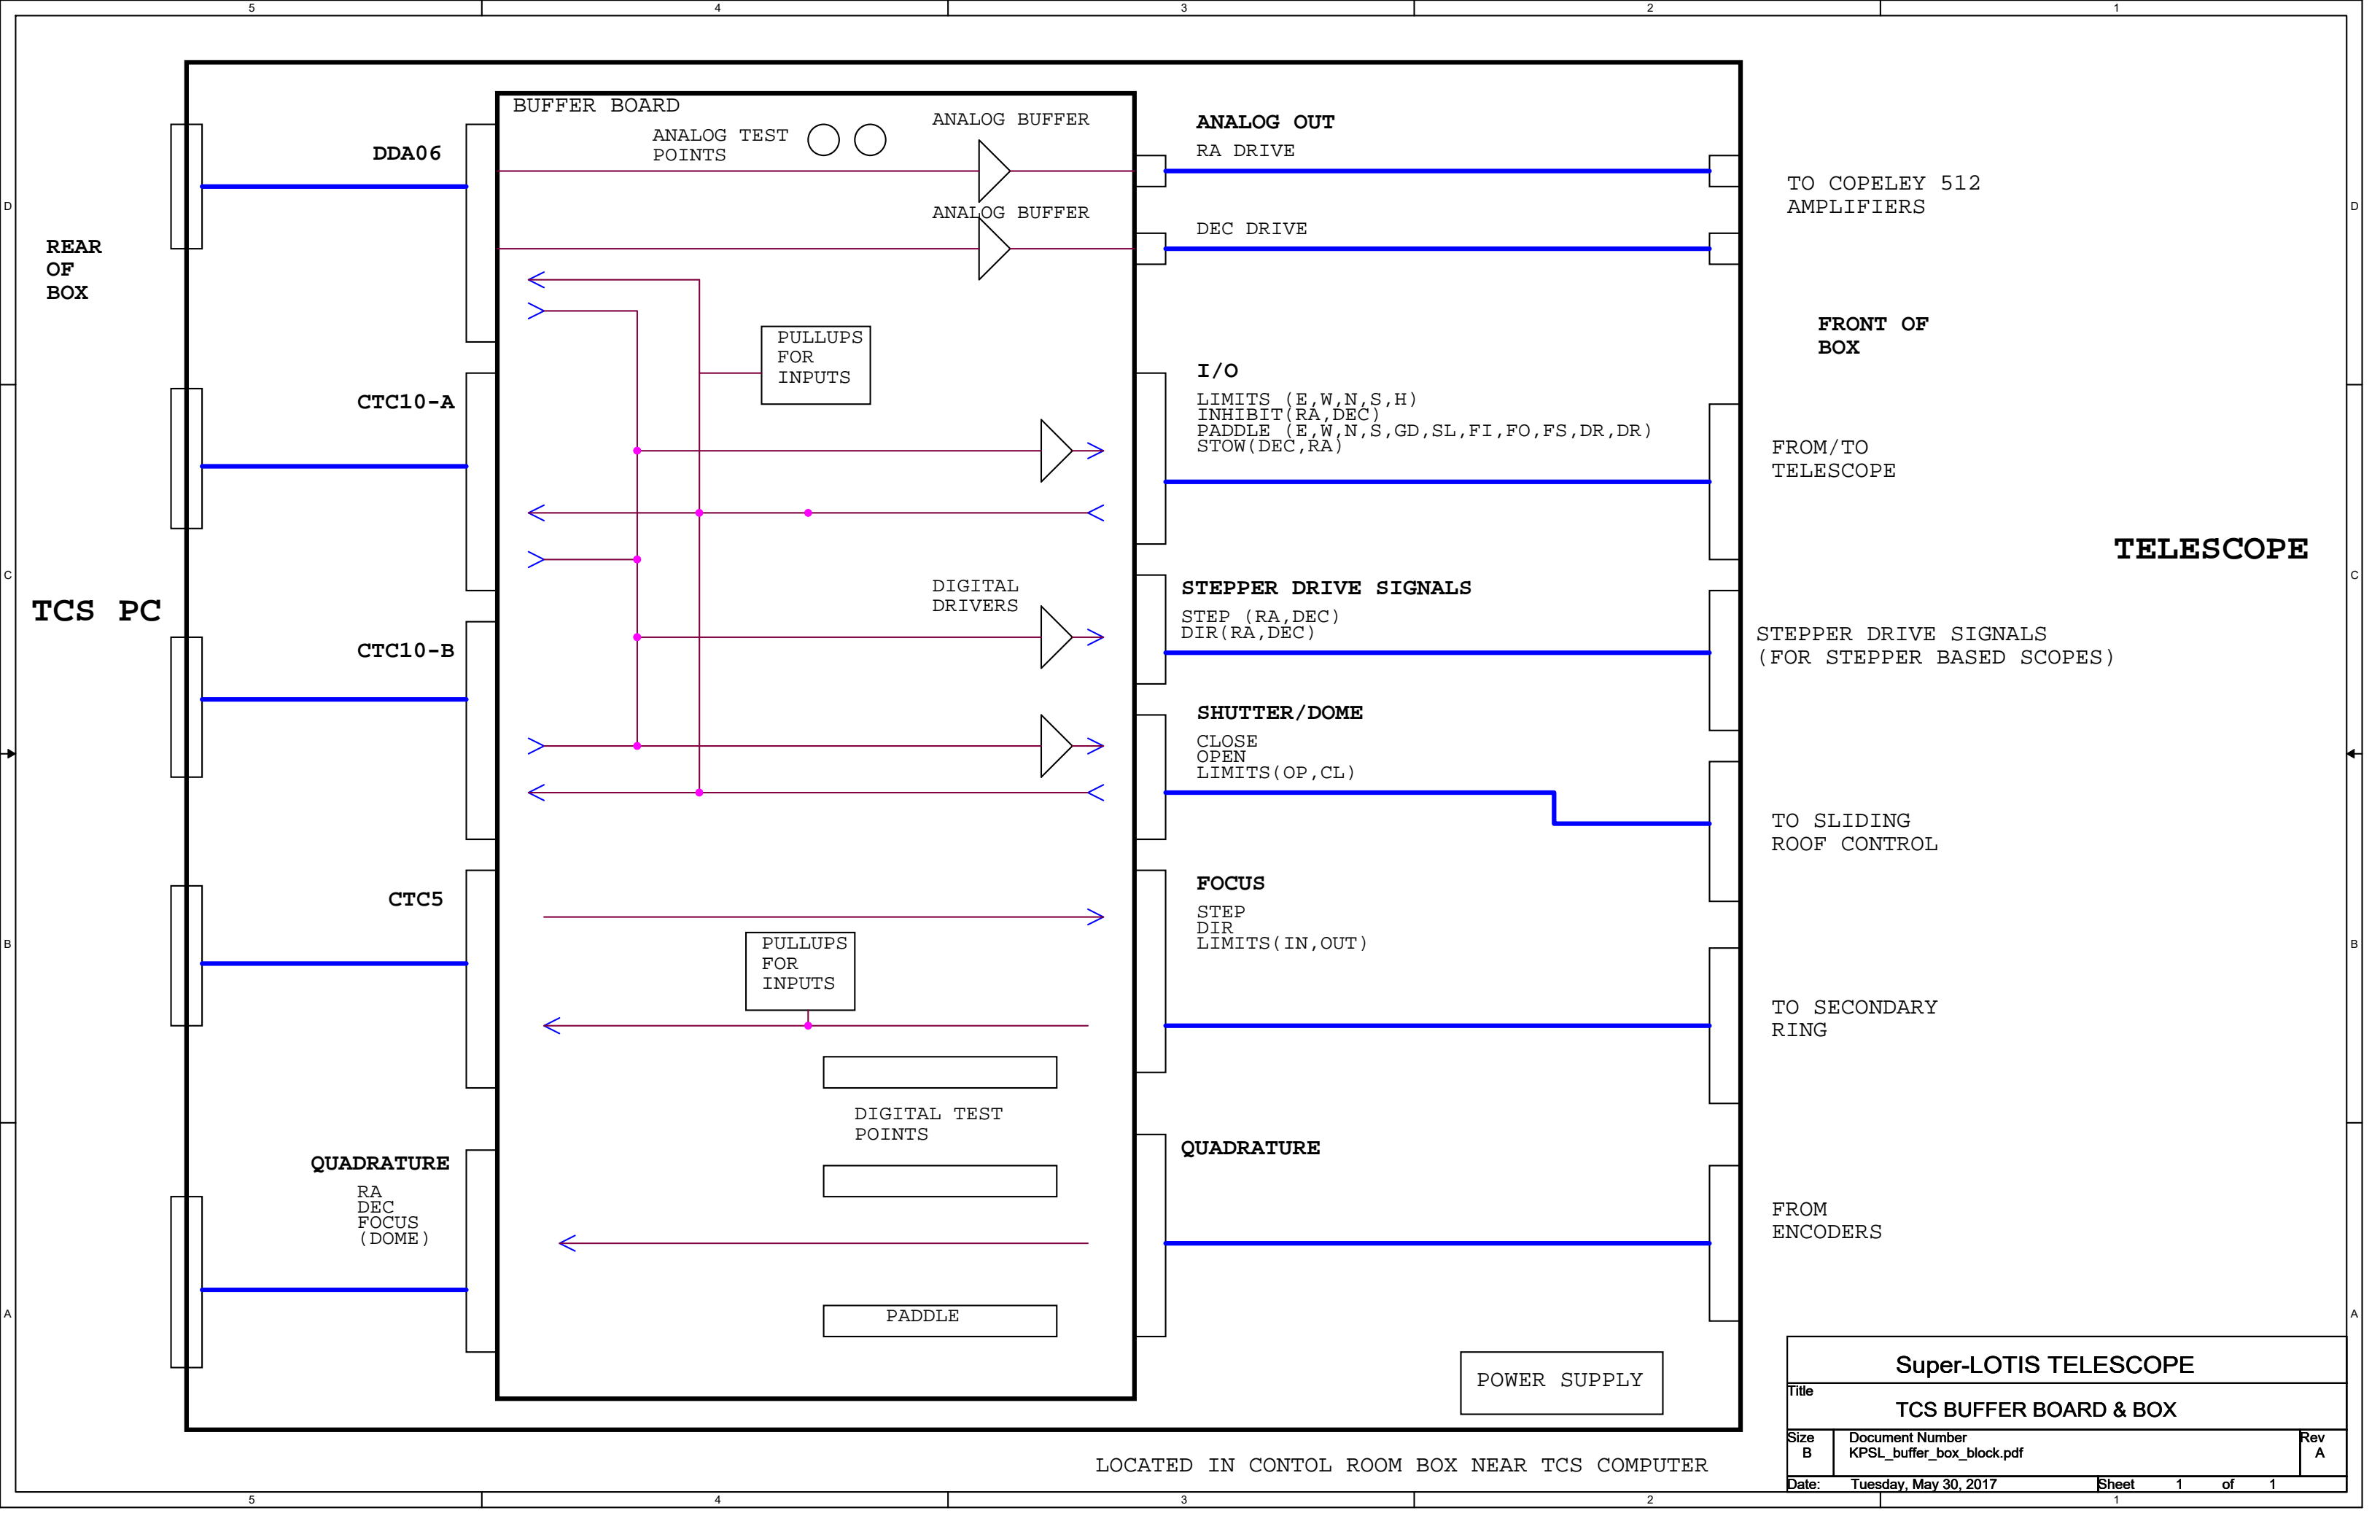 5 4 3 2 1
D
C
B
A
D
C
B
A
REAR
OF
BOX
TCS PC
DDA06
CTC10-A
CTC10-B
CTC5
QUADRATURE
RA
DEC
FOCUS
(DOME)
BUFFER BOARD
ANALOG TEST
POINTS
ANALOG BUFFER
ANALOG BUFFER
PULLUPS
FOR
INPUTS
DIGITAL
DRIVERS
PULLUPS
FOR
INPUTS
DIGITAL TEST
POINTS
PADDLE
ANALOG OUT
RA DRIVE
DEC DRIVE
I/O
LIMITS (E,W,N,S,H)
INHIBIT(RA,DEC)
PADDLE (E,W,N,S,GD,SL,FI,FO,FS,DR,DR)
STOW(DEC,RA)
STEPPER DRIVE SIGNALS
STEP (RA,DEC)
DIR(RA,DEC)
SHUTTER/DOME
CLOSE
OPEN
LIMITS(OP,CL)
FOCUS
STEP
DIR
LIMITS(IN,OUT)
QUADRATURE
POWER SUPPLY
TO COPELEY 512
AMPLIFIERS
FRONT OF
BOX
FROM/TO
TELESCOPE
TELESCOPE
STEPPER DRIVE SIGNALS
(FOR STEPPER BASED SCOPES)
TO SLIDING
ROOF CONTROL
TO SECONDARY
RING
FROM
ENCODERS
LOCATED IN CONTOL ROOM BOX NEAR TCS COMPUTER
Super-LOTIS TELESCOPE
Title
TCS BUFFER BOARD & BOX
Size Document Number Rev
B KPSL_buffer_box_block.pdf A
Date: Tuesday, May 30, 2017 Sheet 1 of 1
5 4 3 2 1